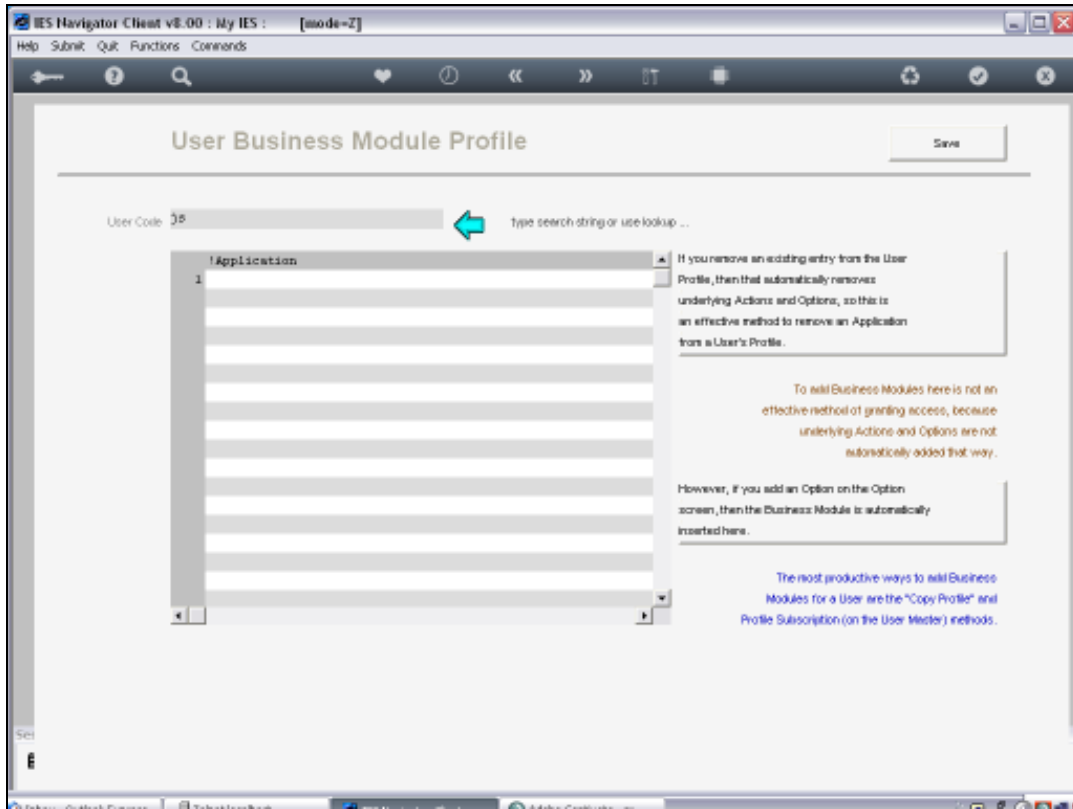 IES Navigator Client v8.00 : My IES : [mode=Z]
Help Submit Quit Functions Commands
User Business Module Profile
Save
User Code JS
type search string or use lookup ...
!Application
1
If you remove an existing entry from the User
Profile, then that automatically removes
underlying Actions and Options, so this is
an effective method to remove an Application
from a User's Profile.
To add Business Modules here is not an
effective method of granting access, because
underlying Actions and Options are not
automatically added that way.
However, if you add an Option on the Option
screen, then the Business Module is automatically
inserted here.
The most productive ways to add Business
Modules for a User are the "Copy Profile" and
Profile Subscription (on the User Master) methods.